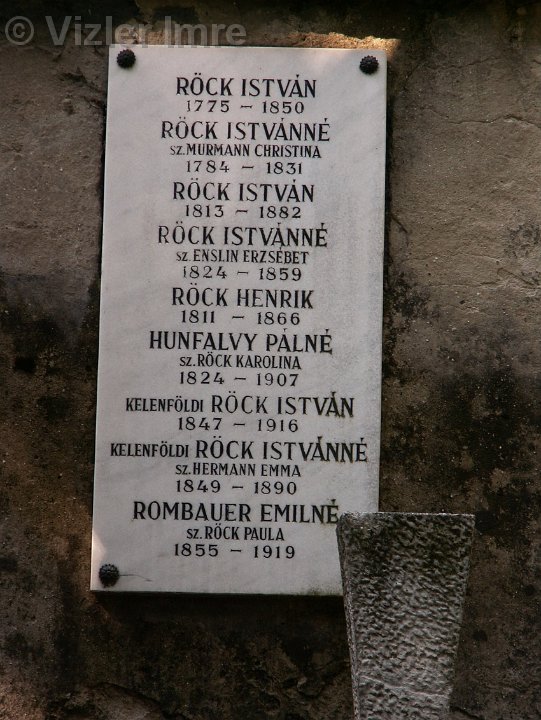 © Vizler Imre
RÖCK ISTVÁN
1775 – 1850
RÖCK ISTVÁNNÉ
SZ. MURMANN CHRISTINA
1784 – 1831
RÖCK ISTVÁN
1813 – 1882
RÖCK ISTVÁNNÉ
SZ. ENSLIN ERZSÉBET
1824 – 1859
RÖCK HENRIK
1811 – 1866
HUNFALVY PÁLNÉ
SZ. RÖCK KAROLINA
1824 – 1907
KELENFÖLDI RÖCK ISTVÁN
1847 – 1916
KELENFÖLDI RÖCK ISTVÁNNÉ
SZ. HERMANN EMMA
1849 – 1890
ROMBAUER EMILNÉ
SZ. RÖCK PAULA
1855 – 1919